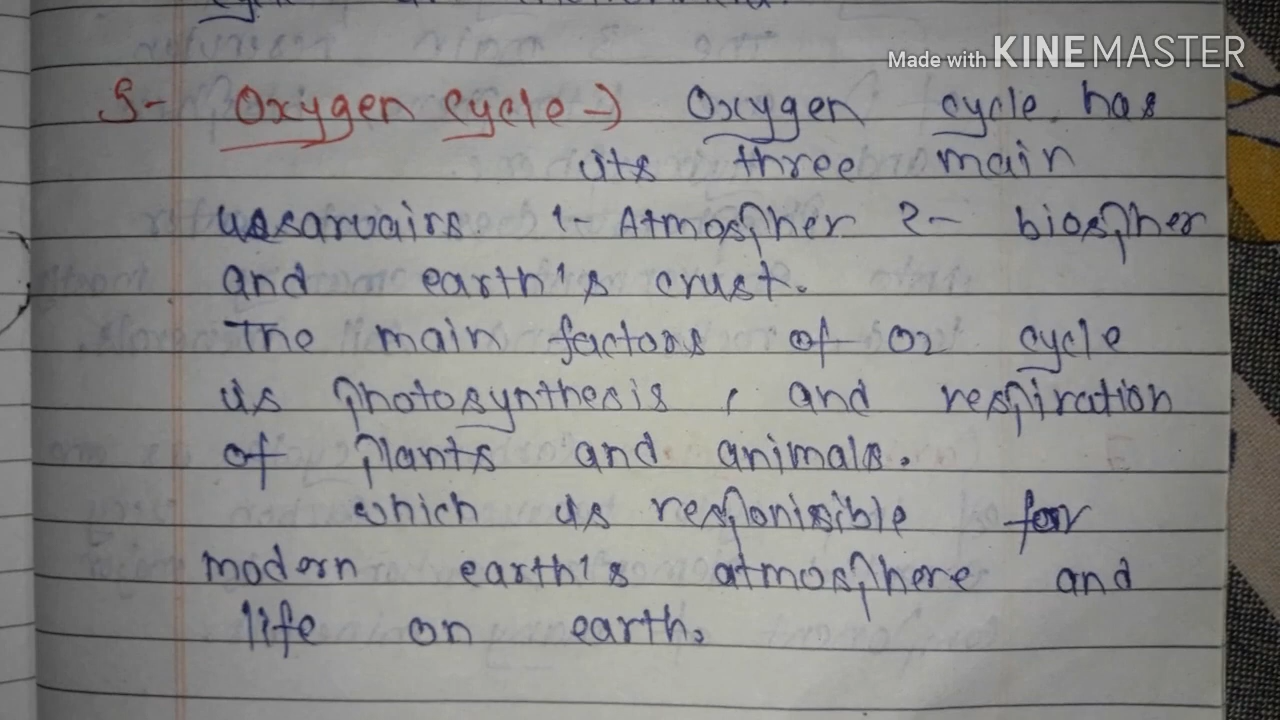 Made with KINEMASTER
5- Oxygen Cycle → Oxygen cycle has
its three main
uesarvairs 1- Atmospher 2- biospher
and earth's crust.
The main factors of O2 cycle
is photosynthesis, and respiration
of plants and animals.
which is resplonisible for
modern earth's atmosphere and
life on earth.